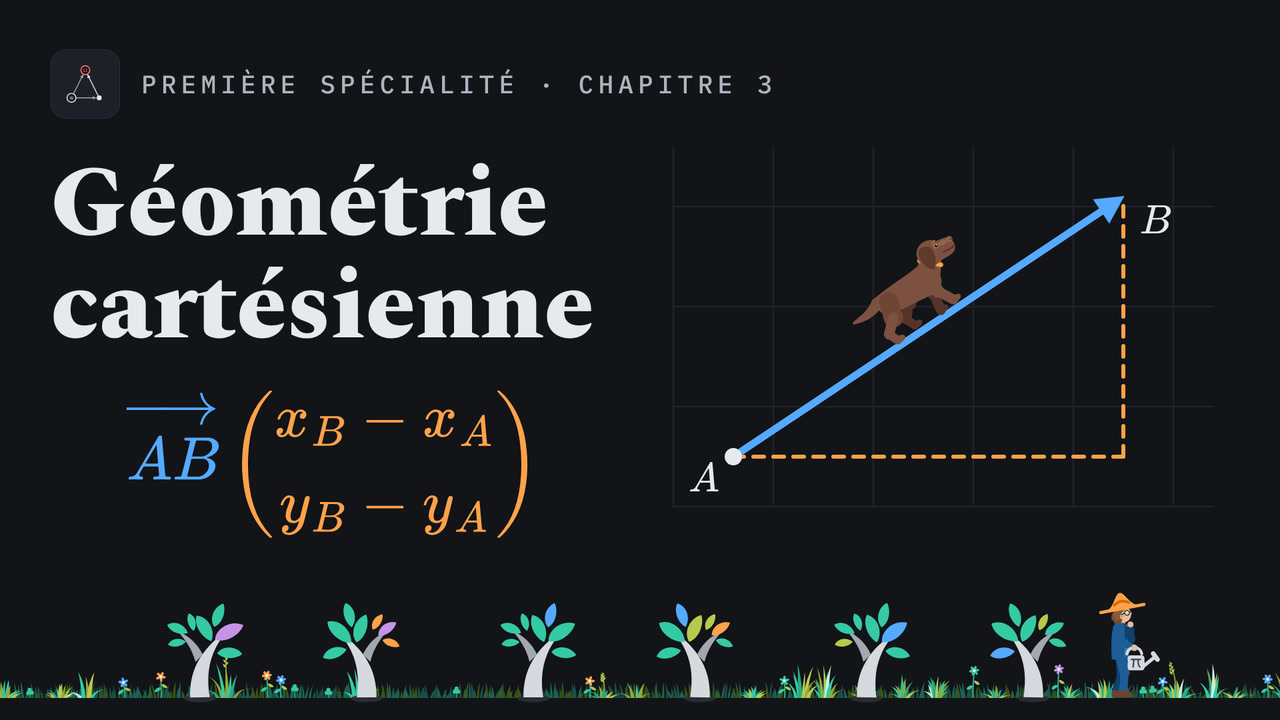 PREMIÈRE SPÉCIALITÉ · CHAPITRE 3
Géométrie
cartésienne
AB (x_B − x_A
y_B − y_A)
B
A
π